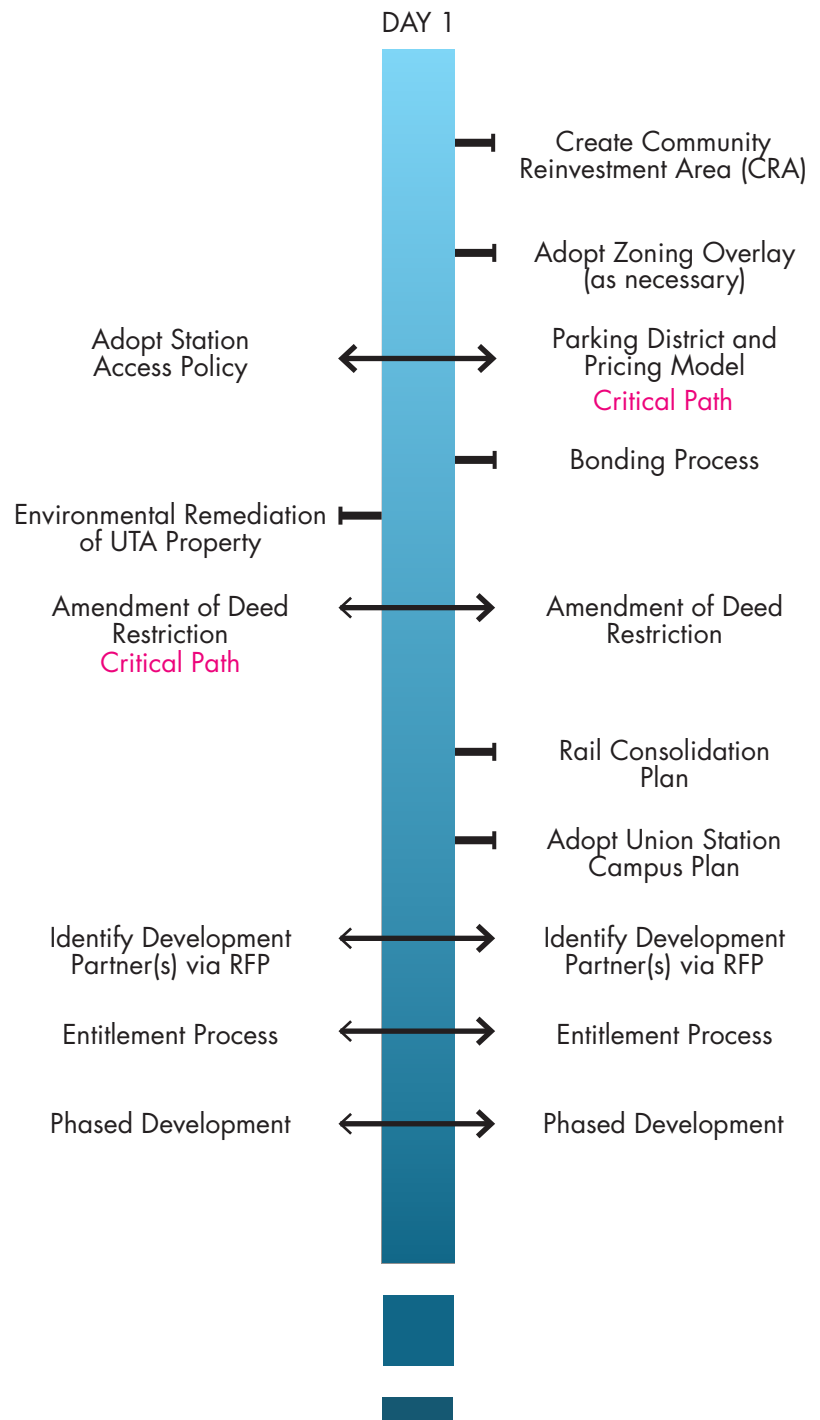 DAY 1
Create Community
Reinvestment Area (CRA)
Adopt Zoning Overlay
(as necessary)
Adopt Station
Access Policy
Parking District and
Pricing Model
Critical Path
Bonding Process
Environmental Remediation
of UTA Property
Amendment of Deed
Restriction
Critical Path
Amendment of Deed
Restriction
Rail Consolidation
Plan
Adopt Union Station
Campus Plan
Identify Development
Partner(s) via RFP
Identify Development
Partner(s) via RFP
Entitlement Process
Entitlement Process
Phased Development
Phased Development